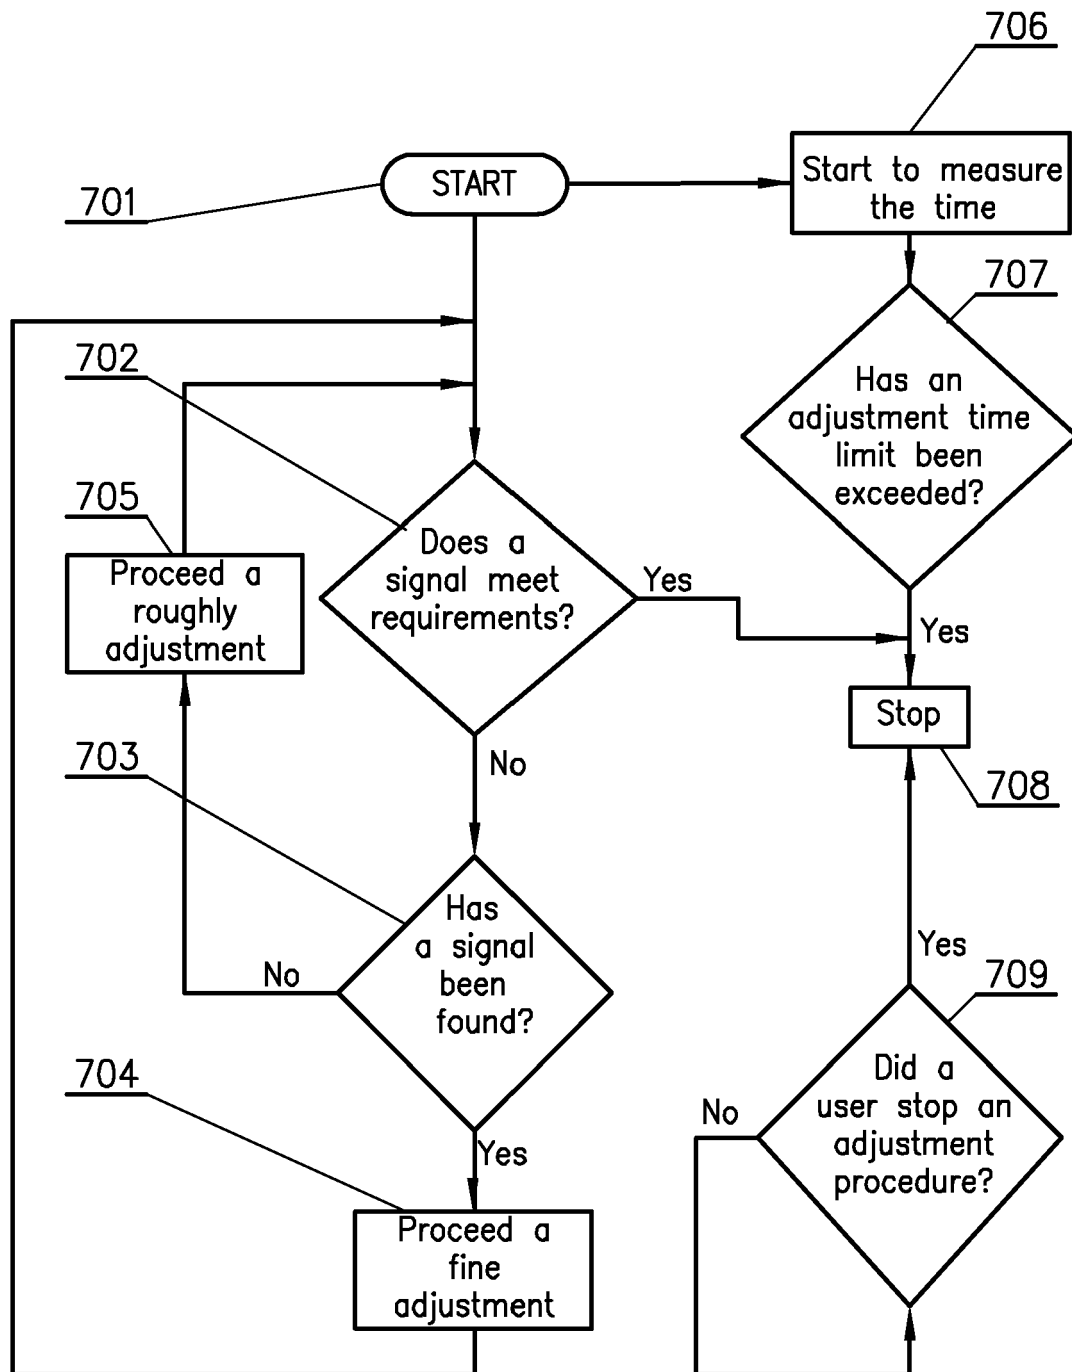 706
START
Start to measure
the time
701
707
702
Has an
adjustment time
limit been
exceeded?
705
Does a
signal meet
requirements?
Yes
Proceed a
roughly
adjustment
Yes
Stop
No
703
708
Has
a signal
been
found?
No
Yes
709
704
Did a
user stop an
adjustment
procedure?
No
Yes
Proceed a
fine
adjustment